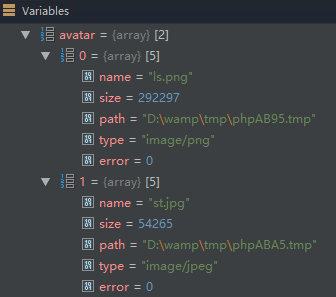 Variables
avatar = {array} [2]
0 = {array} [5]
name = "ls.png"
size = 292297
path = "D:\wamp\tmp\phpAB95.tmp"
type = "image/png"
error = 0
1 = {array} [5]
name = "st.jpg"
size = 54265
path = "D:\wamp\tmp\phpABA5.tmp"
type = "image/jpeg"
error = 0